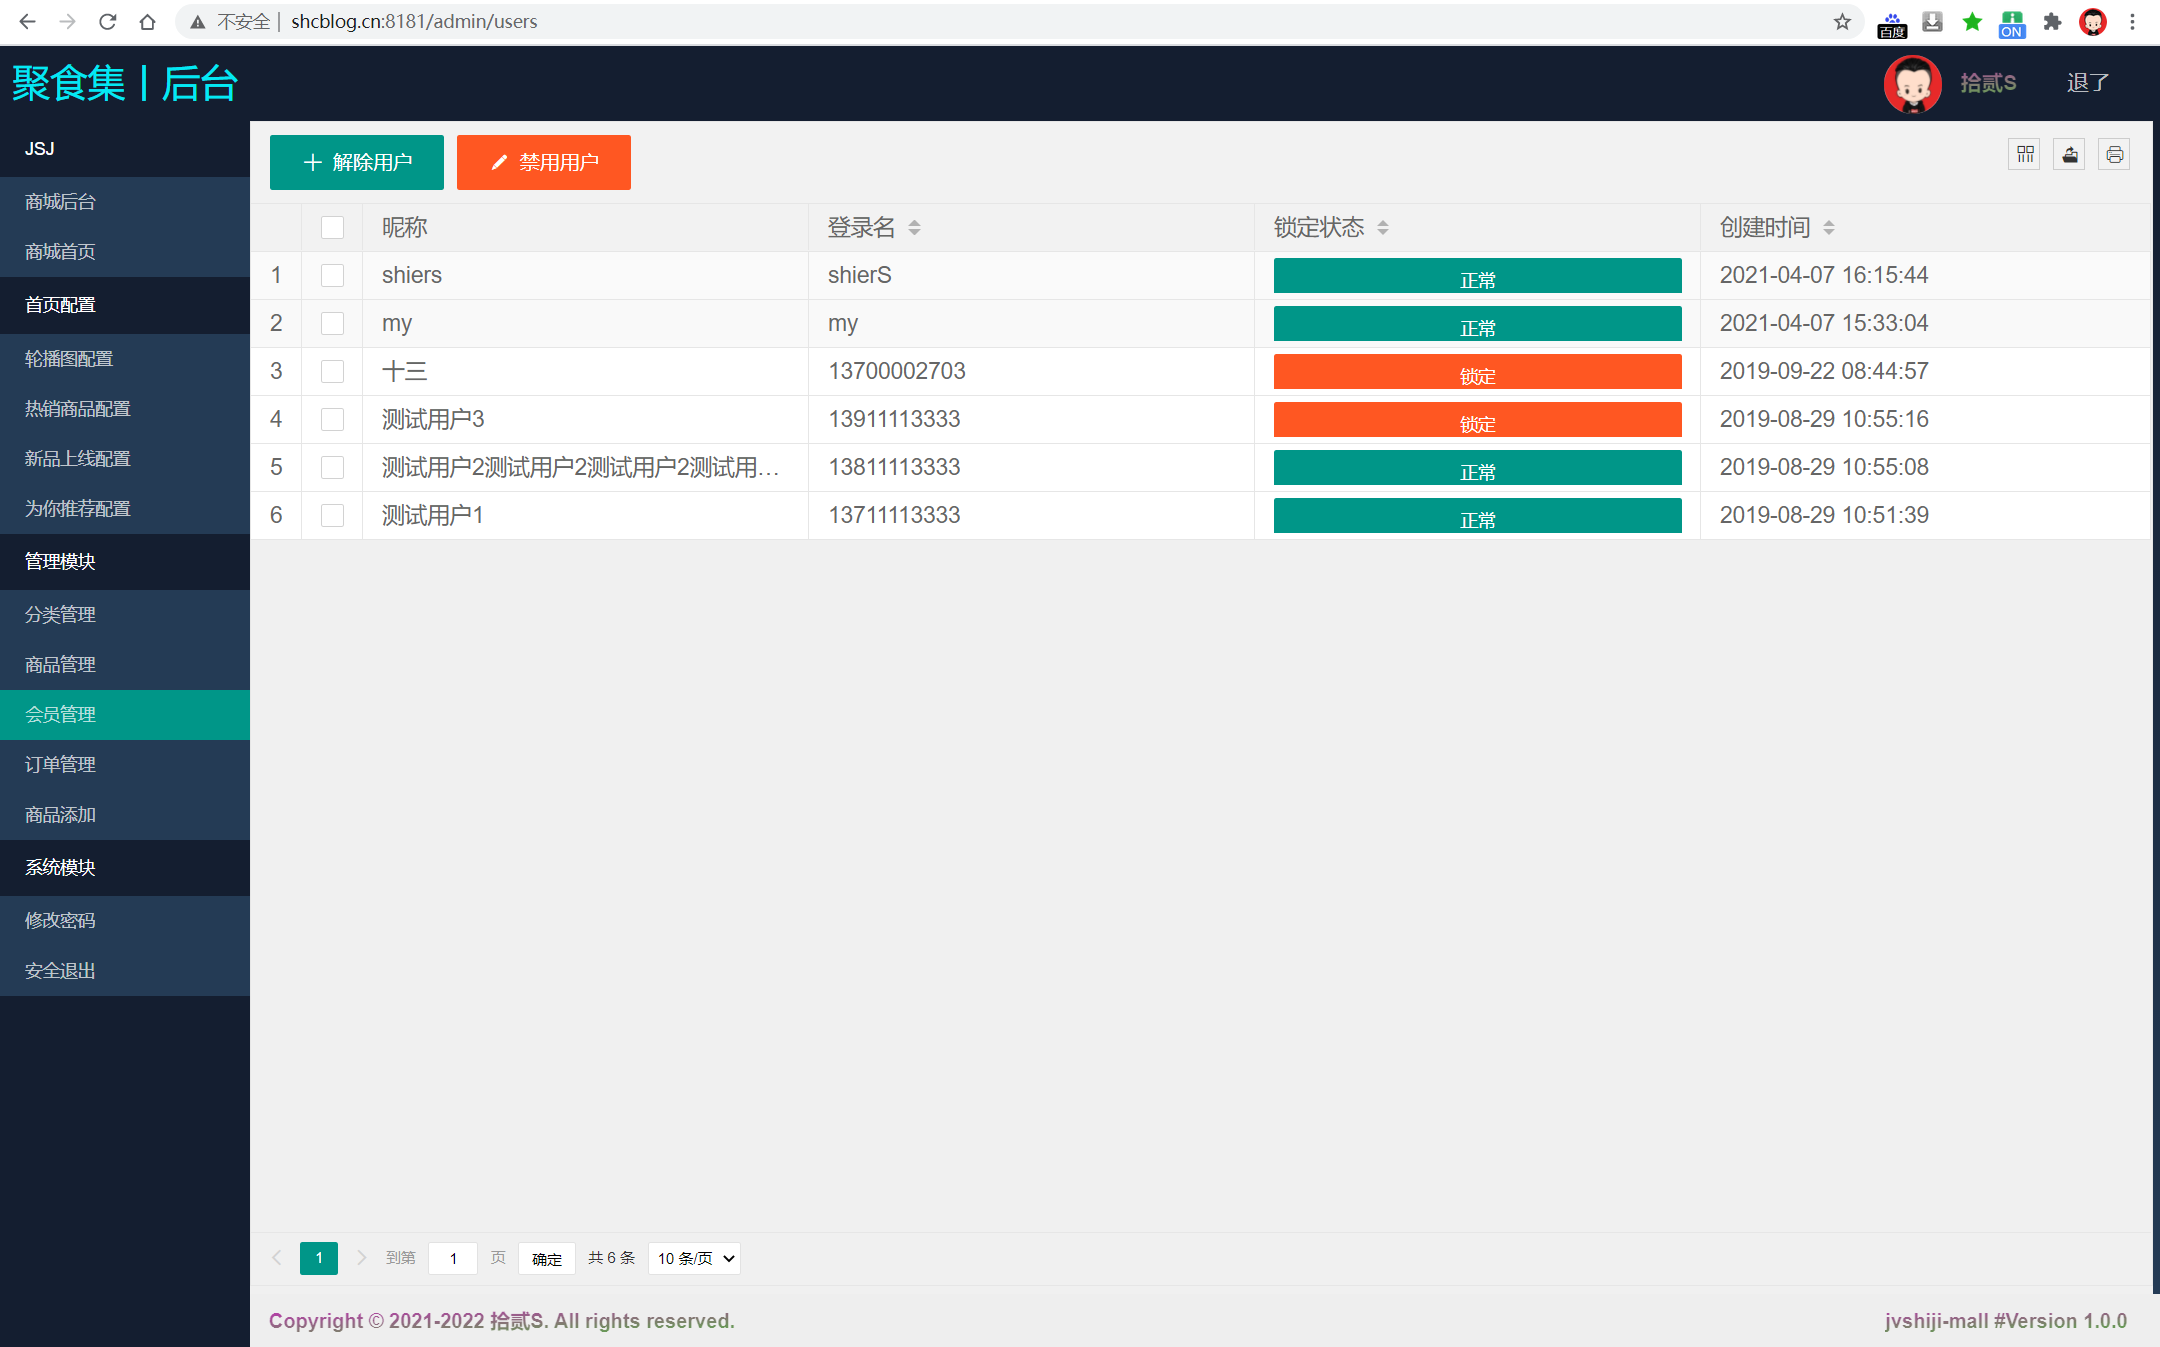 不安全 | shcblog.cn:8181/admin/users
百度
ON
聚食集丨后台
拾贰S
退了
JSJ
商城后台
商城首页
首页配置
轮播图配置
热销商品配置
新品上线配置
为你推荐配置
管理模块
分类管理
商品管理
会员管理
订单管理
商品添加
系统模块
修改密码
安全退出
解除用户 禁用用户
昵称 登录名 锁定状态 创建时间
1 shiers shierS 正常 2021-04-07 16:15:44
2 my my 正常 2021-04-07 15:33:04
3 十三 13700002703 锁定 2019-09-22 08:44:57
4 测试用户3 13911113333 锁定 2019-08-29 10:55:16
5 测试用户2测试用户2测试用户2测试用… 13811113333 正常 2019-08-29 10:55:08
6 测试用户1 13711113333 正常 2019-08-29 10:51:39
1 到第 1 页 确定 共 6 条 10 条/页
Copyright © 2021-2022 拾贰S. All rights reserved.
jvshiji-mall #Version 1.0.0